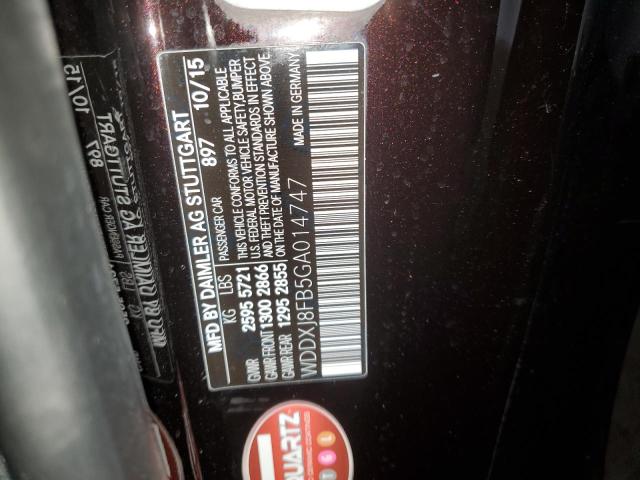 MFD BY DAIMLER AG STUTTGART
897 10/15
KG LBS PASSENGER CAR
GVWR 2595 5721 THIS VEHICLE CONFORMS TO ALL APPLICABLE
GAWR FRONT 1300 2866 U.S. FEDERAL MOTOR VEHICLE SAFETY, BUMPER
GAWR REAR 1295 2855 AND THEFT PREVENTION STANDARDS IN EFFECT
ON THE DATE OF MANUFACTURE SHOWN ABOVE.
WDDXJ8FB5GA014747 MADE IN GERMANY
QUARTZ